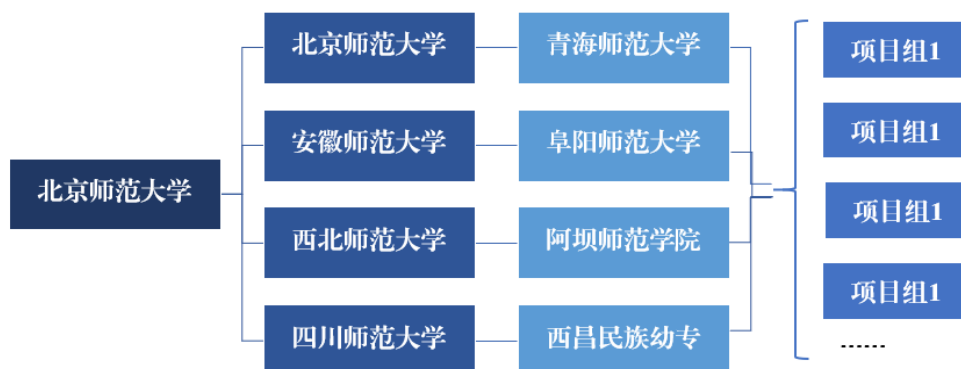 北京师范大学
北京师范大学
青海师范大学
安徽师范大学
阜阳师范大学
西北师范大学
阿坝师范学院
四川师范大学
西昌民族幼专
项目组1
项目组1
项目组1
项目组1
......